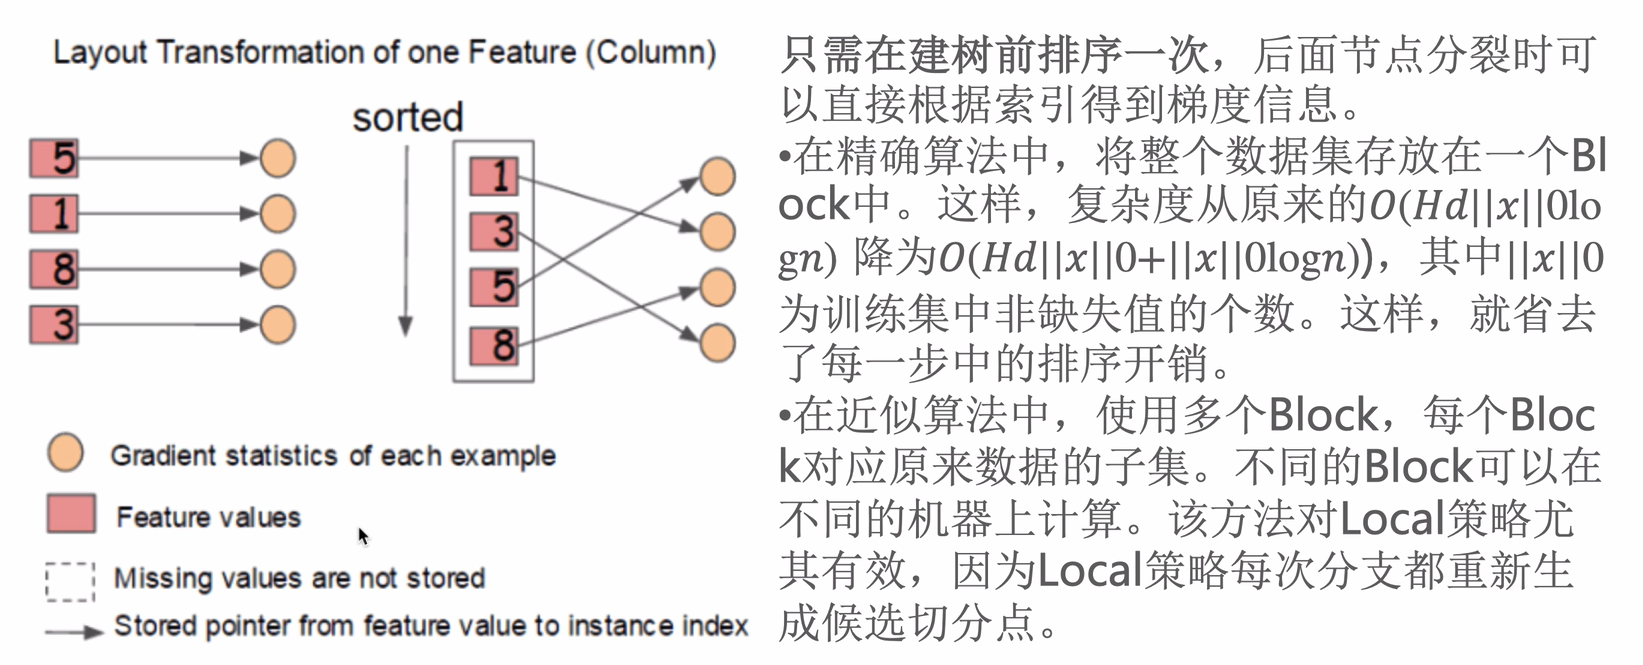 Layout Transformation of one Feature (Column)
sorted
5
1
8
3
1
3
5
8
Gradient statistics of each example
Feature values
Missing values are not stored
Stored pointer from feature value to instance index
只需在建树前排序一次，后面节点分裂时可
以直接根据索引得到梯度信息。
•在精确算法中，将整个数据集存放在一个Bl
ock中。这样，复杂度从原来的O(Hd||x||0lo
gn) 降为O(Hd||x||0+||x||0logn))，其中||x||0
为训练集中非缺失值的个数。这样，就省去
了每一步中的排序开销。
•在近似算法中，使用多个Block，每个Bloc
k对应原来数据的子集。不同的Block可以在
不同的机器上计算。该方法对Local策略尤
其有效，因为Local策略每次分支都重新生
成候选切分点。